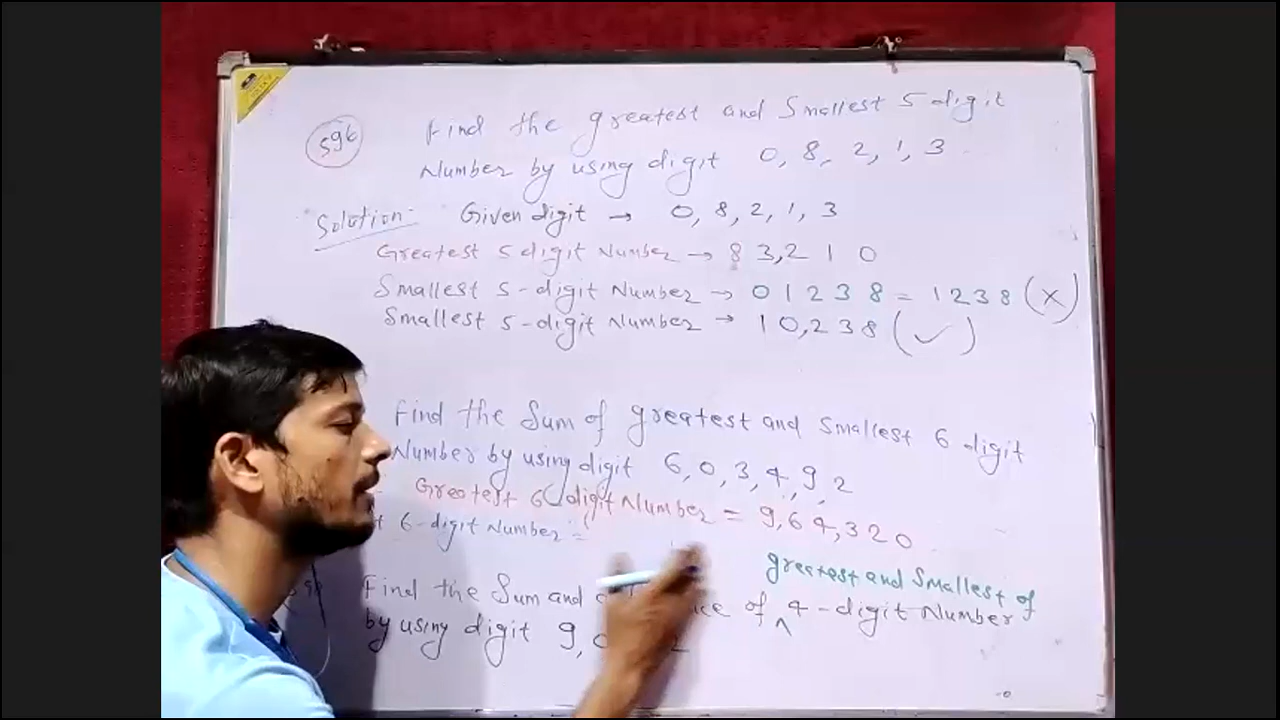 596
Find the greatest and Smallest 5 digit
Number by using digit 0, 8, 2, 1, 3
Solution:- Given digit → 0, 8, 2, 1, 3
Greatest 5 digit Number → 83,210
Smallest 5-digit Number → 01238 = 1238 (×)
Smallest 5-digit Number → 10,238 (✓)
Find the Sum of greatest and smallest 6 digit
Number by using digit 6, 0, 3, 4, 9, 2
Greatest 6-digit Number = 9,64,320
6-digit Number =
greatest and Smallest of
Find the Sum and of ^ 4-digit Number
by using digit 9, 2